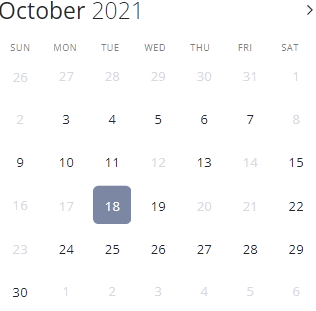 October 2021
SUN MON TUE WED THU FRI SAT
26 27 28 29 30 31 1
2 3 4 5 6 7 8
9 10 11 12 13 14 15
16 17 18 19 20 21 22
23 24 25 26 27 28 29
30 1 2 3 4 5 6